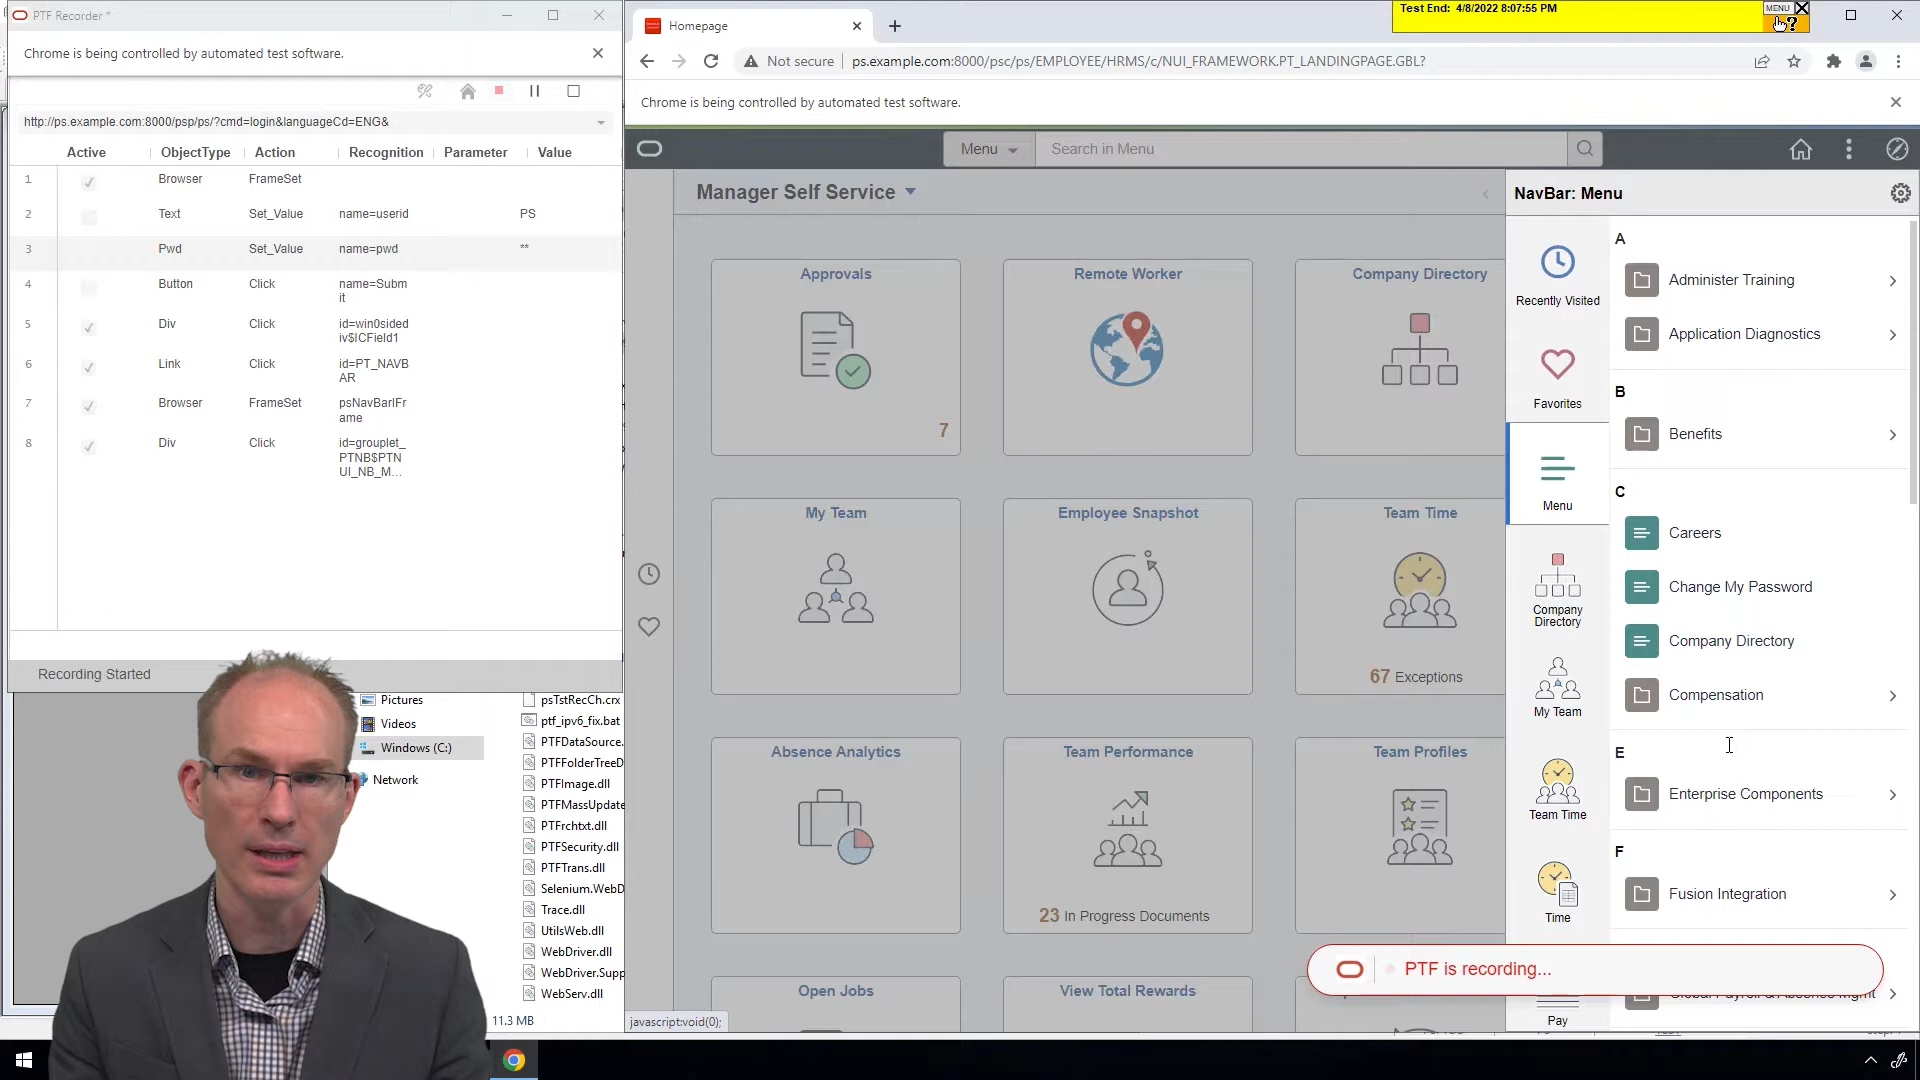 PTF Recorder *
Chrome is being controlled by automated test software.
http://ps.example.com:8000/psp/ps/?cmd=login&languageCd=ENG&
Active ObjectType Action Recognition Parameter Value
1 Browser FrameSet
2 Text Set_Value name=userid PS
3 Pwd Set_Value name=pwd **
4 Button Click name=Subm
it
5 Div Click id=win0sided
iv$ICField1
6 Link Click id=PT_NAVB
AR
7 Browser FrameSet psNavBarIFr
ame
8 Div Click id=grouplet_
PTNB$PTN
UI_NB_M...
Recording Started
Pictures
Videos
Windows (C:)
Network
psTstRecCh.crx
ptf_ipv6_fix.bat
PTFDataSource.
PTFFolderTreeD
PTFImage.dll
PTFMassUpdate
PTFrchtxt.dll
PTFSecurity.dll
PTFTrans.dll
Selenium.WebD
Trace.dll
UtilsWeb.dll
WebDriver.dll
WebDriver.Supp
WebServ.dll
11.3 MB
Homepage
Test End: 4/8/2022 8:07:55 PM
MENU
Not secure ps.example.com:8000/psc/ps/EMPLOYEE/HRMS/c/NUI_FRAMEWORK.PT_LANDINGPAGE.GBL?
Chrome is being controlled by automated test software.
Menu Search in Menu
Manager Self Service
Approvals
7
Remote Worker
Company Directory
My Team
Employee Snapshot
Team Time
67 Exceptions
Absence Analytics
Team Performance
23 In Progress Documents
Team Profiles
Open Jobs
View Total Rewards
javascript:void(0);
NavBar: Menu
Recently Visited
Favorites
Menu
Company
Directory
My Team
Team Time
Time
Pay
A
Administer Training
Application Diagnostics
B
Benefits
C
Careers
Change My Password
Company Directory
Compensation
E
Enterprise Components
F
Fusion Integration
Global Payroll & Absence Mgmt
PTF is recording...